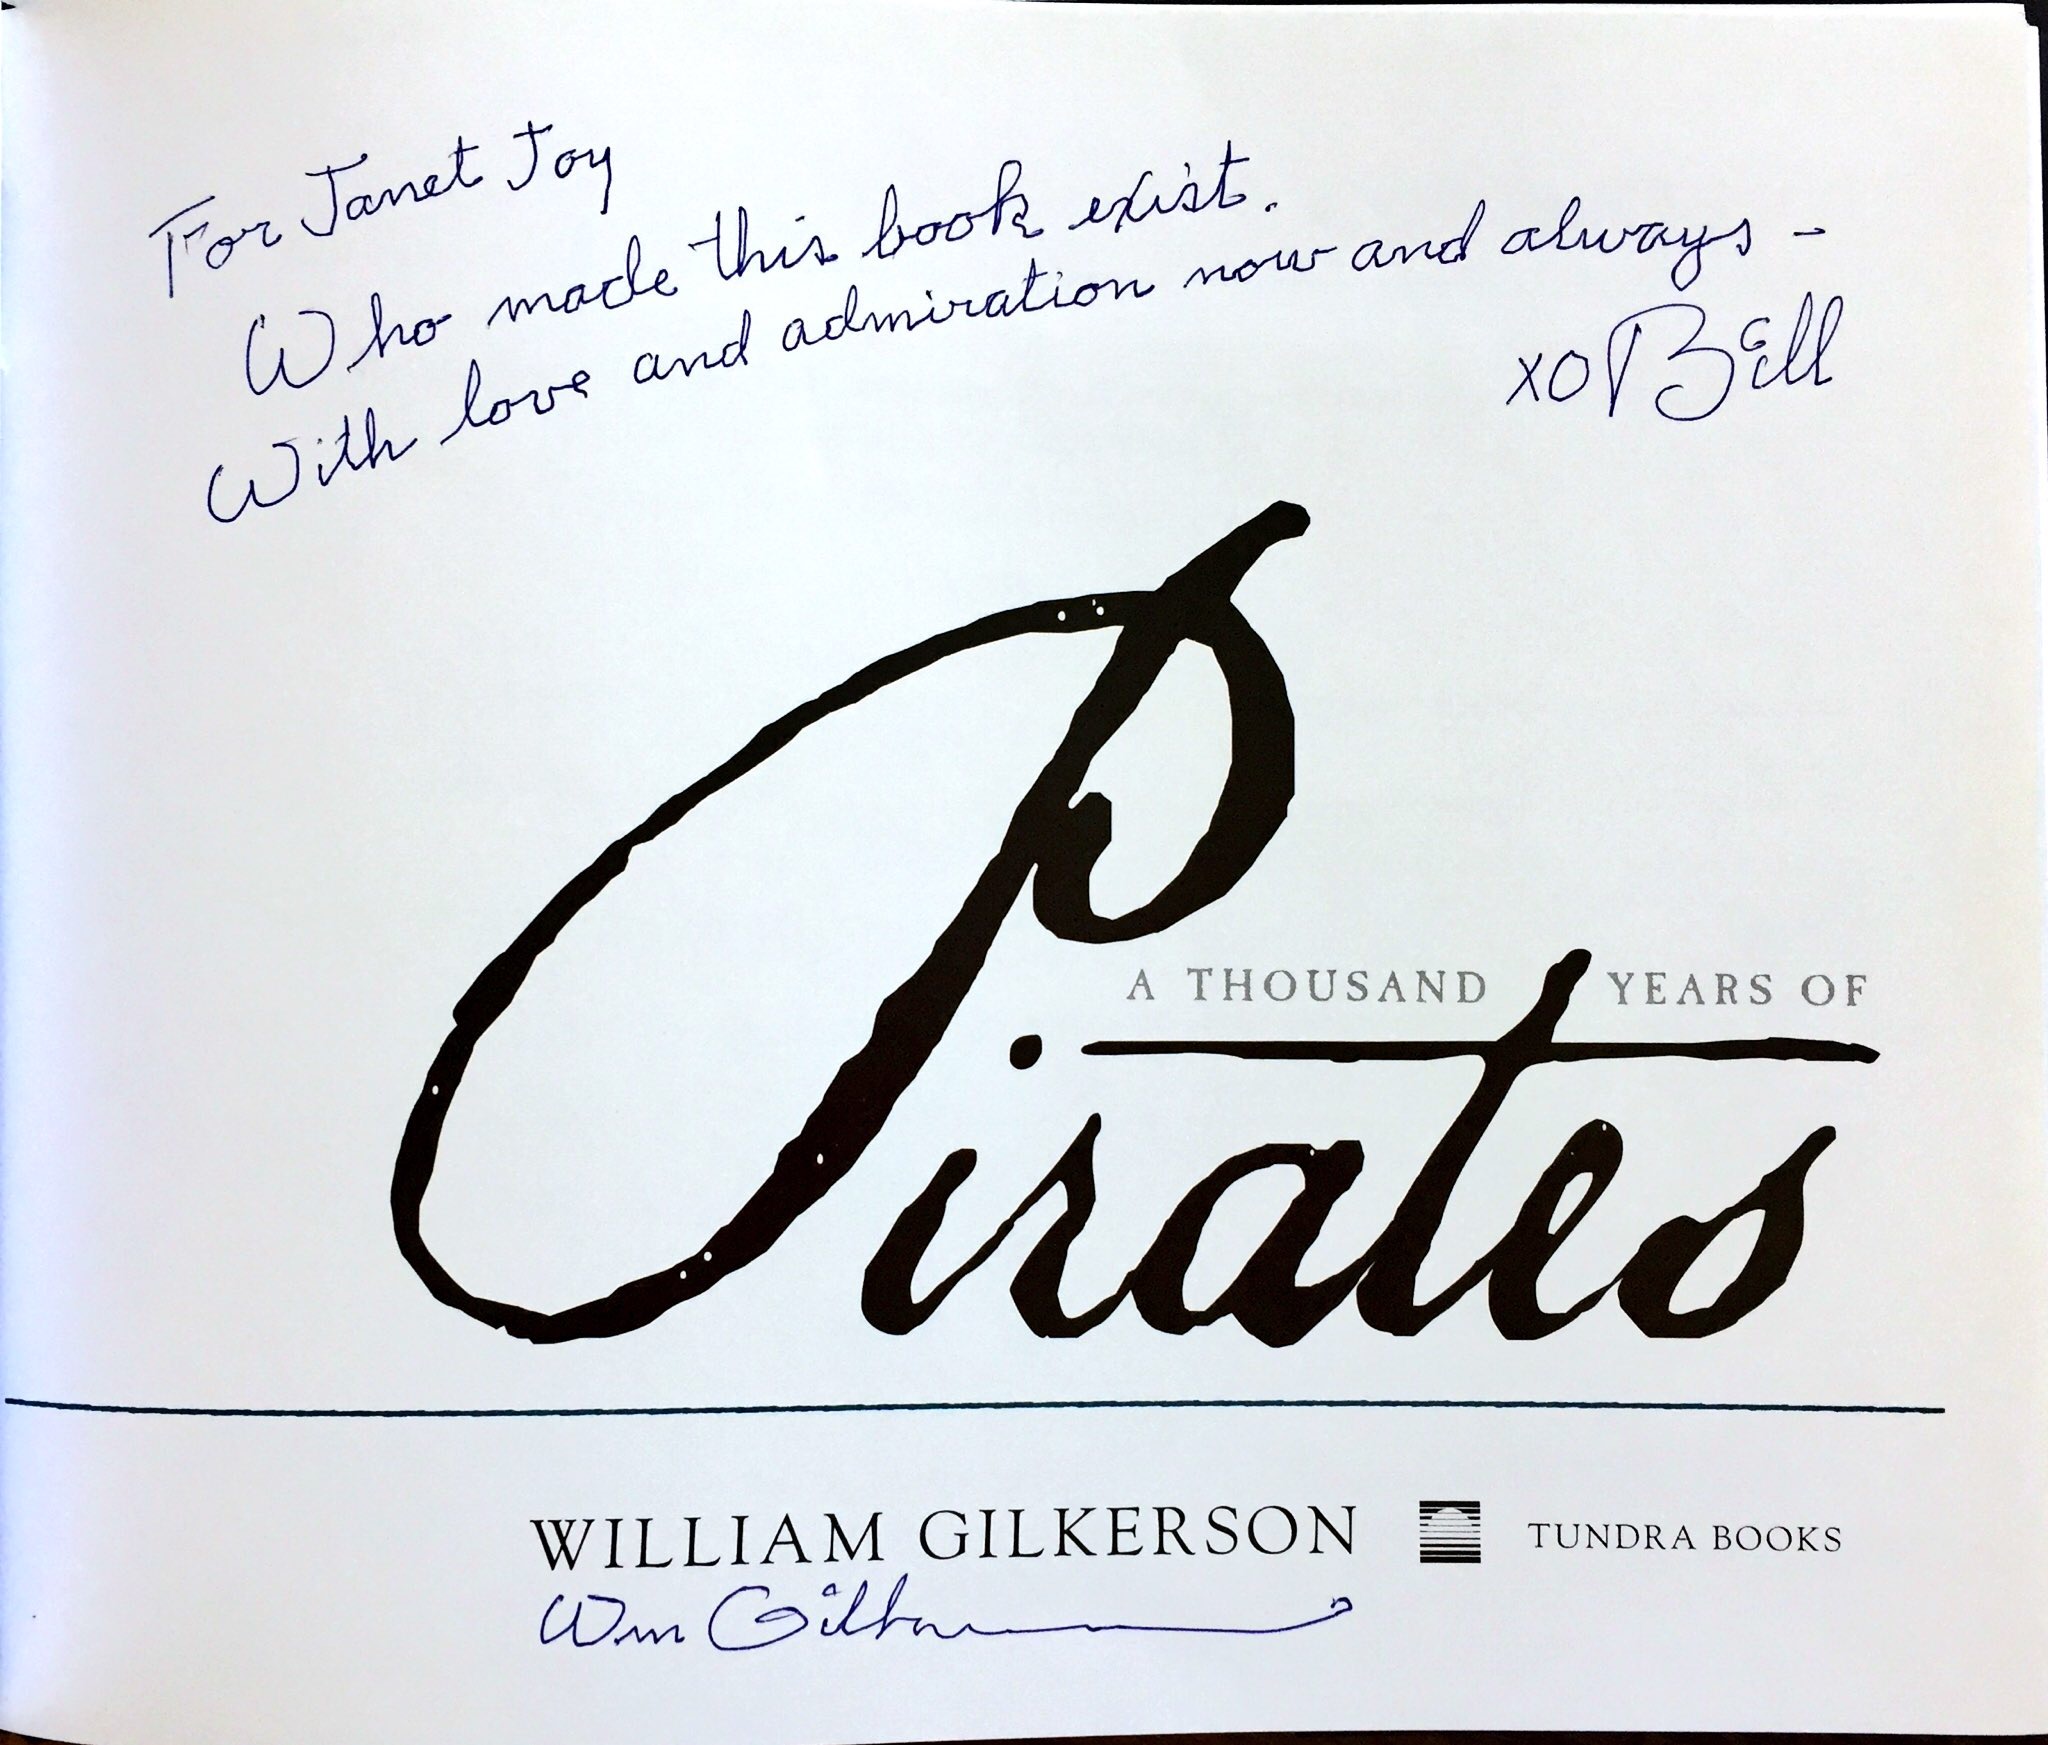 For Janet Joy
Who made this book exist.
With love and admiration now and always –
xo Bill
A THOUSAND YEARS OF
Pirates
WILLIAM GILKERSON TUNDRA BOOKS
Wm Gilkerson